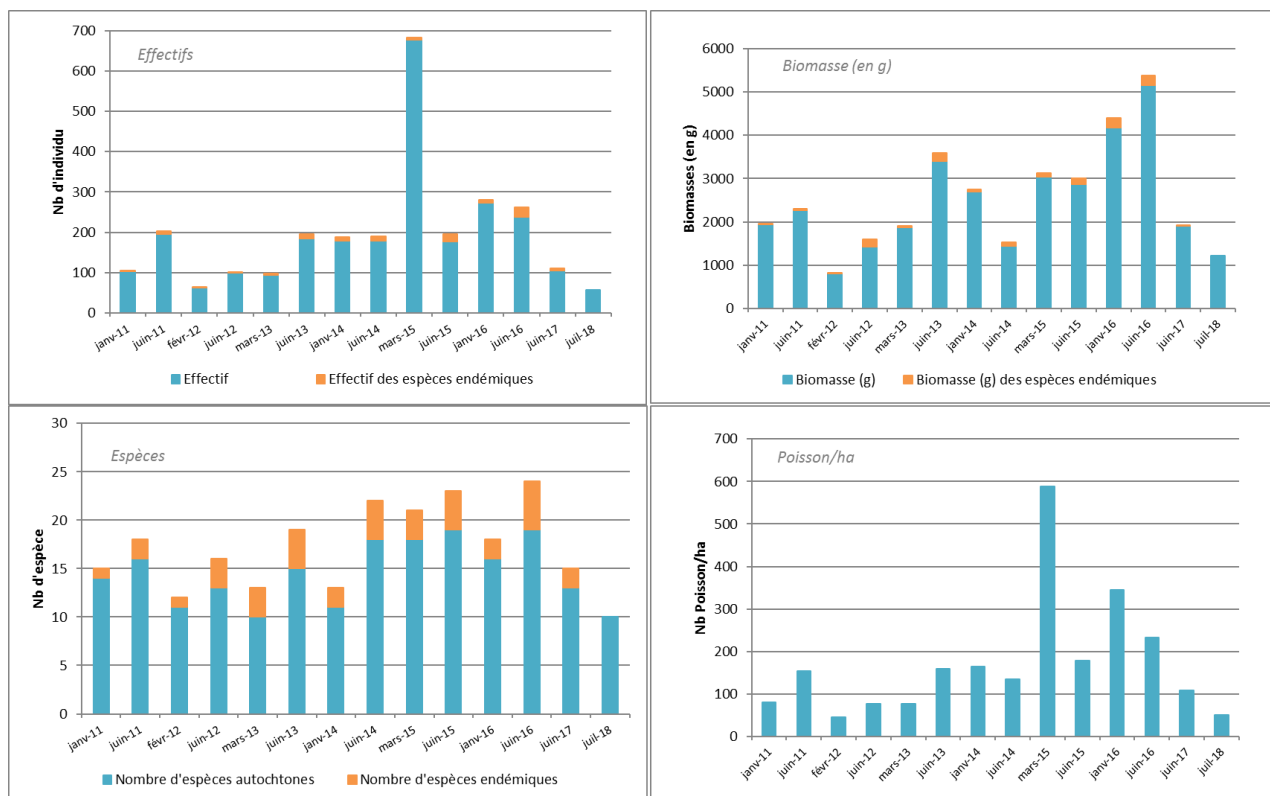 Effectifs
Nb d'individu
700
600
500
400
300
200
100
0
janv-11 juin-11 févr-12 juin-12 mars-13 juin-13 janv-14 juin-14 mars-15 juin-15 janv-16 juin-16 juin-17 juil-18
Effectif Effectif des espèces endémiques
Biomasse (en g)
Biomasses (en g)
6000
5000
4000
3000
2000
1000
0
janv-11 juin-11 févr-12 juin-12 mars-13 juin-13 janv-14 juin-14 mars-15 juin-15 janv-16 juin-16 juin-17 juil-18
Biomasse (g) Biomasse (g) des espèces endémiques
Espèces
Nb d'espèce
30
25
20
15
10
5
0
janv-11 juin-11 févr-12 juin-12 mars-13 juin-13 janv-14 juin-14 mars-15 juin-15 janv-16 juin-16 juin-17 juil-18
Nombre d'espèces autochtones Nombre d'espèces endémiques
Poisson/ha
Nb Poisson/ha
700
600
500
400
300
200
100
0
janv-11 juin-11 févr-12 juin-12 mars-13 juin-13 janv-14 juin-14 mars-15 juin-15 janv-16 juin-16 juin-17 juil-18